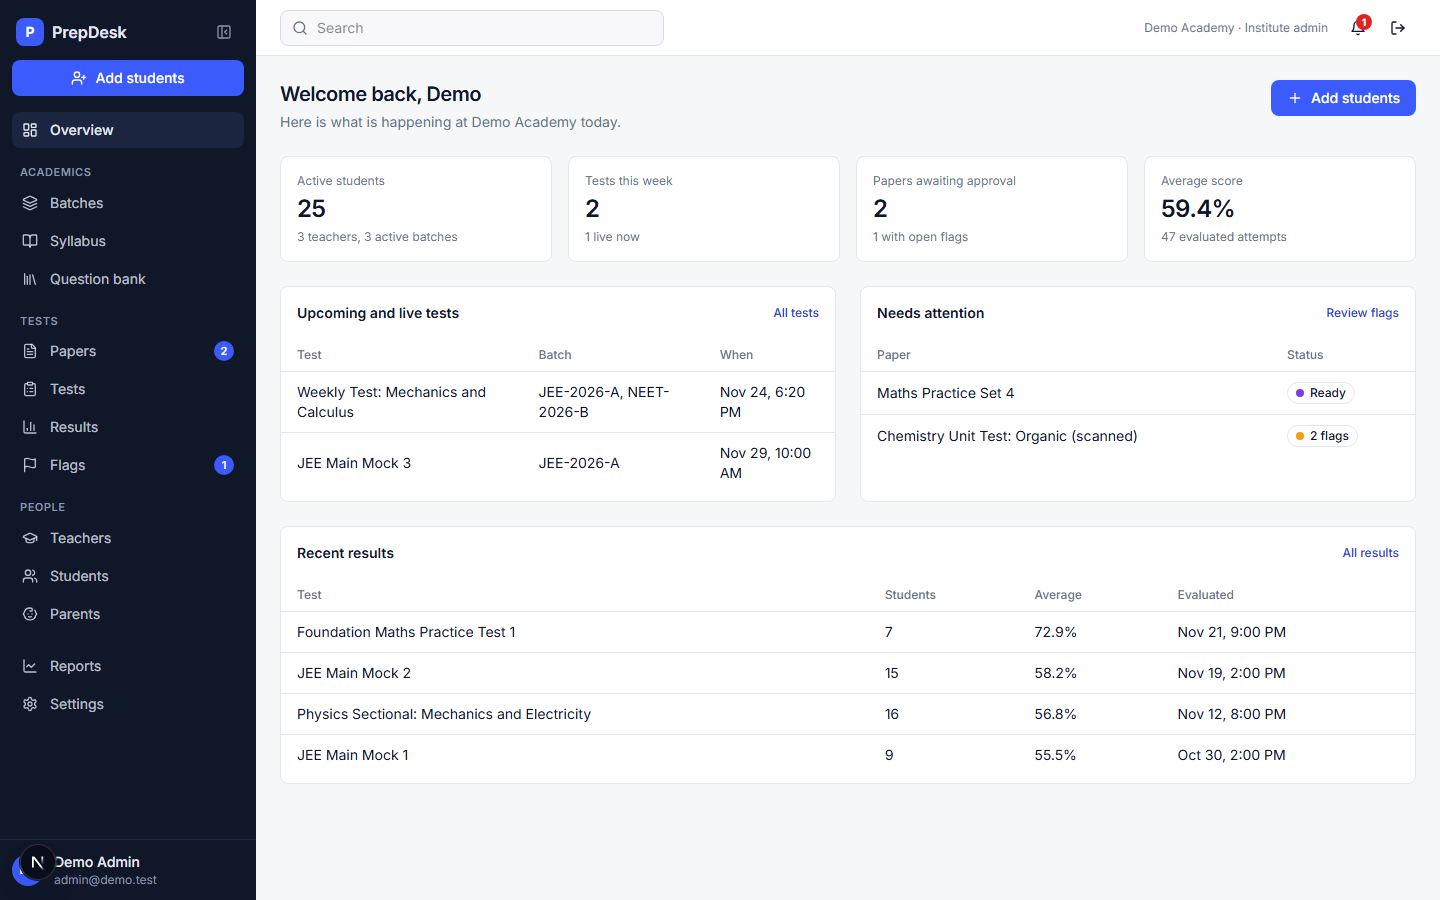 P PrepDesk
Add students
Overview
ACADEMICS
Batches
Syllabus
Question bank
TESTS
Papers 2
Tests
Results
Flags 1
PEOPLE
Teachers
Students
Parents
Reports
Settings
N Demo Admin
admin@demo.test
Search
Demo Academy · Institute admin 1
Welcome back, Demo
Here is what is happening at Demo Academy today.
Add students
Active students
25
3 teachers, 3 active batches
Tests this week
2
1 live now
Papers awaiting approval
2
1 with open flags
Average score
59.4%
47 evaluated attempts
Upcoming and live tests All tests
Test Batch When
Weekly Test: Mechanics and JEE-2026-A, NEET- Nov 24, 6:20
Calculus 2026-B PM
JEE Main Mock 3 JEE-2026-A Nov 29, 10:00
AM
Needs attention Review flags
Paper Status
Maths Practice Set 4 Ready
Chemistry Unit Test: Organic (scanned) 2 flags
Recent results All results
Test Students Average Evaluated
Foundation Maths Practice Test 1 7 72.9% Nov 21, 9:00 PM
JEE Main Mock 2 15 58.2% Nov 19, 2:00 PM
Physics Sectional: Mechanics and Electricity 16 56.8% Nov 12, 8:00 PM
JEE Main Mock 1 9 55.5% Oct 30, 2:00 PM